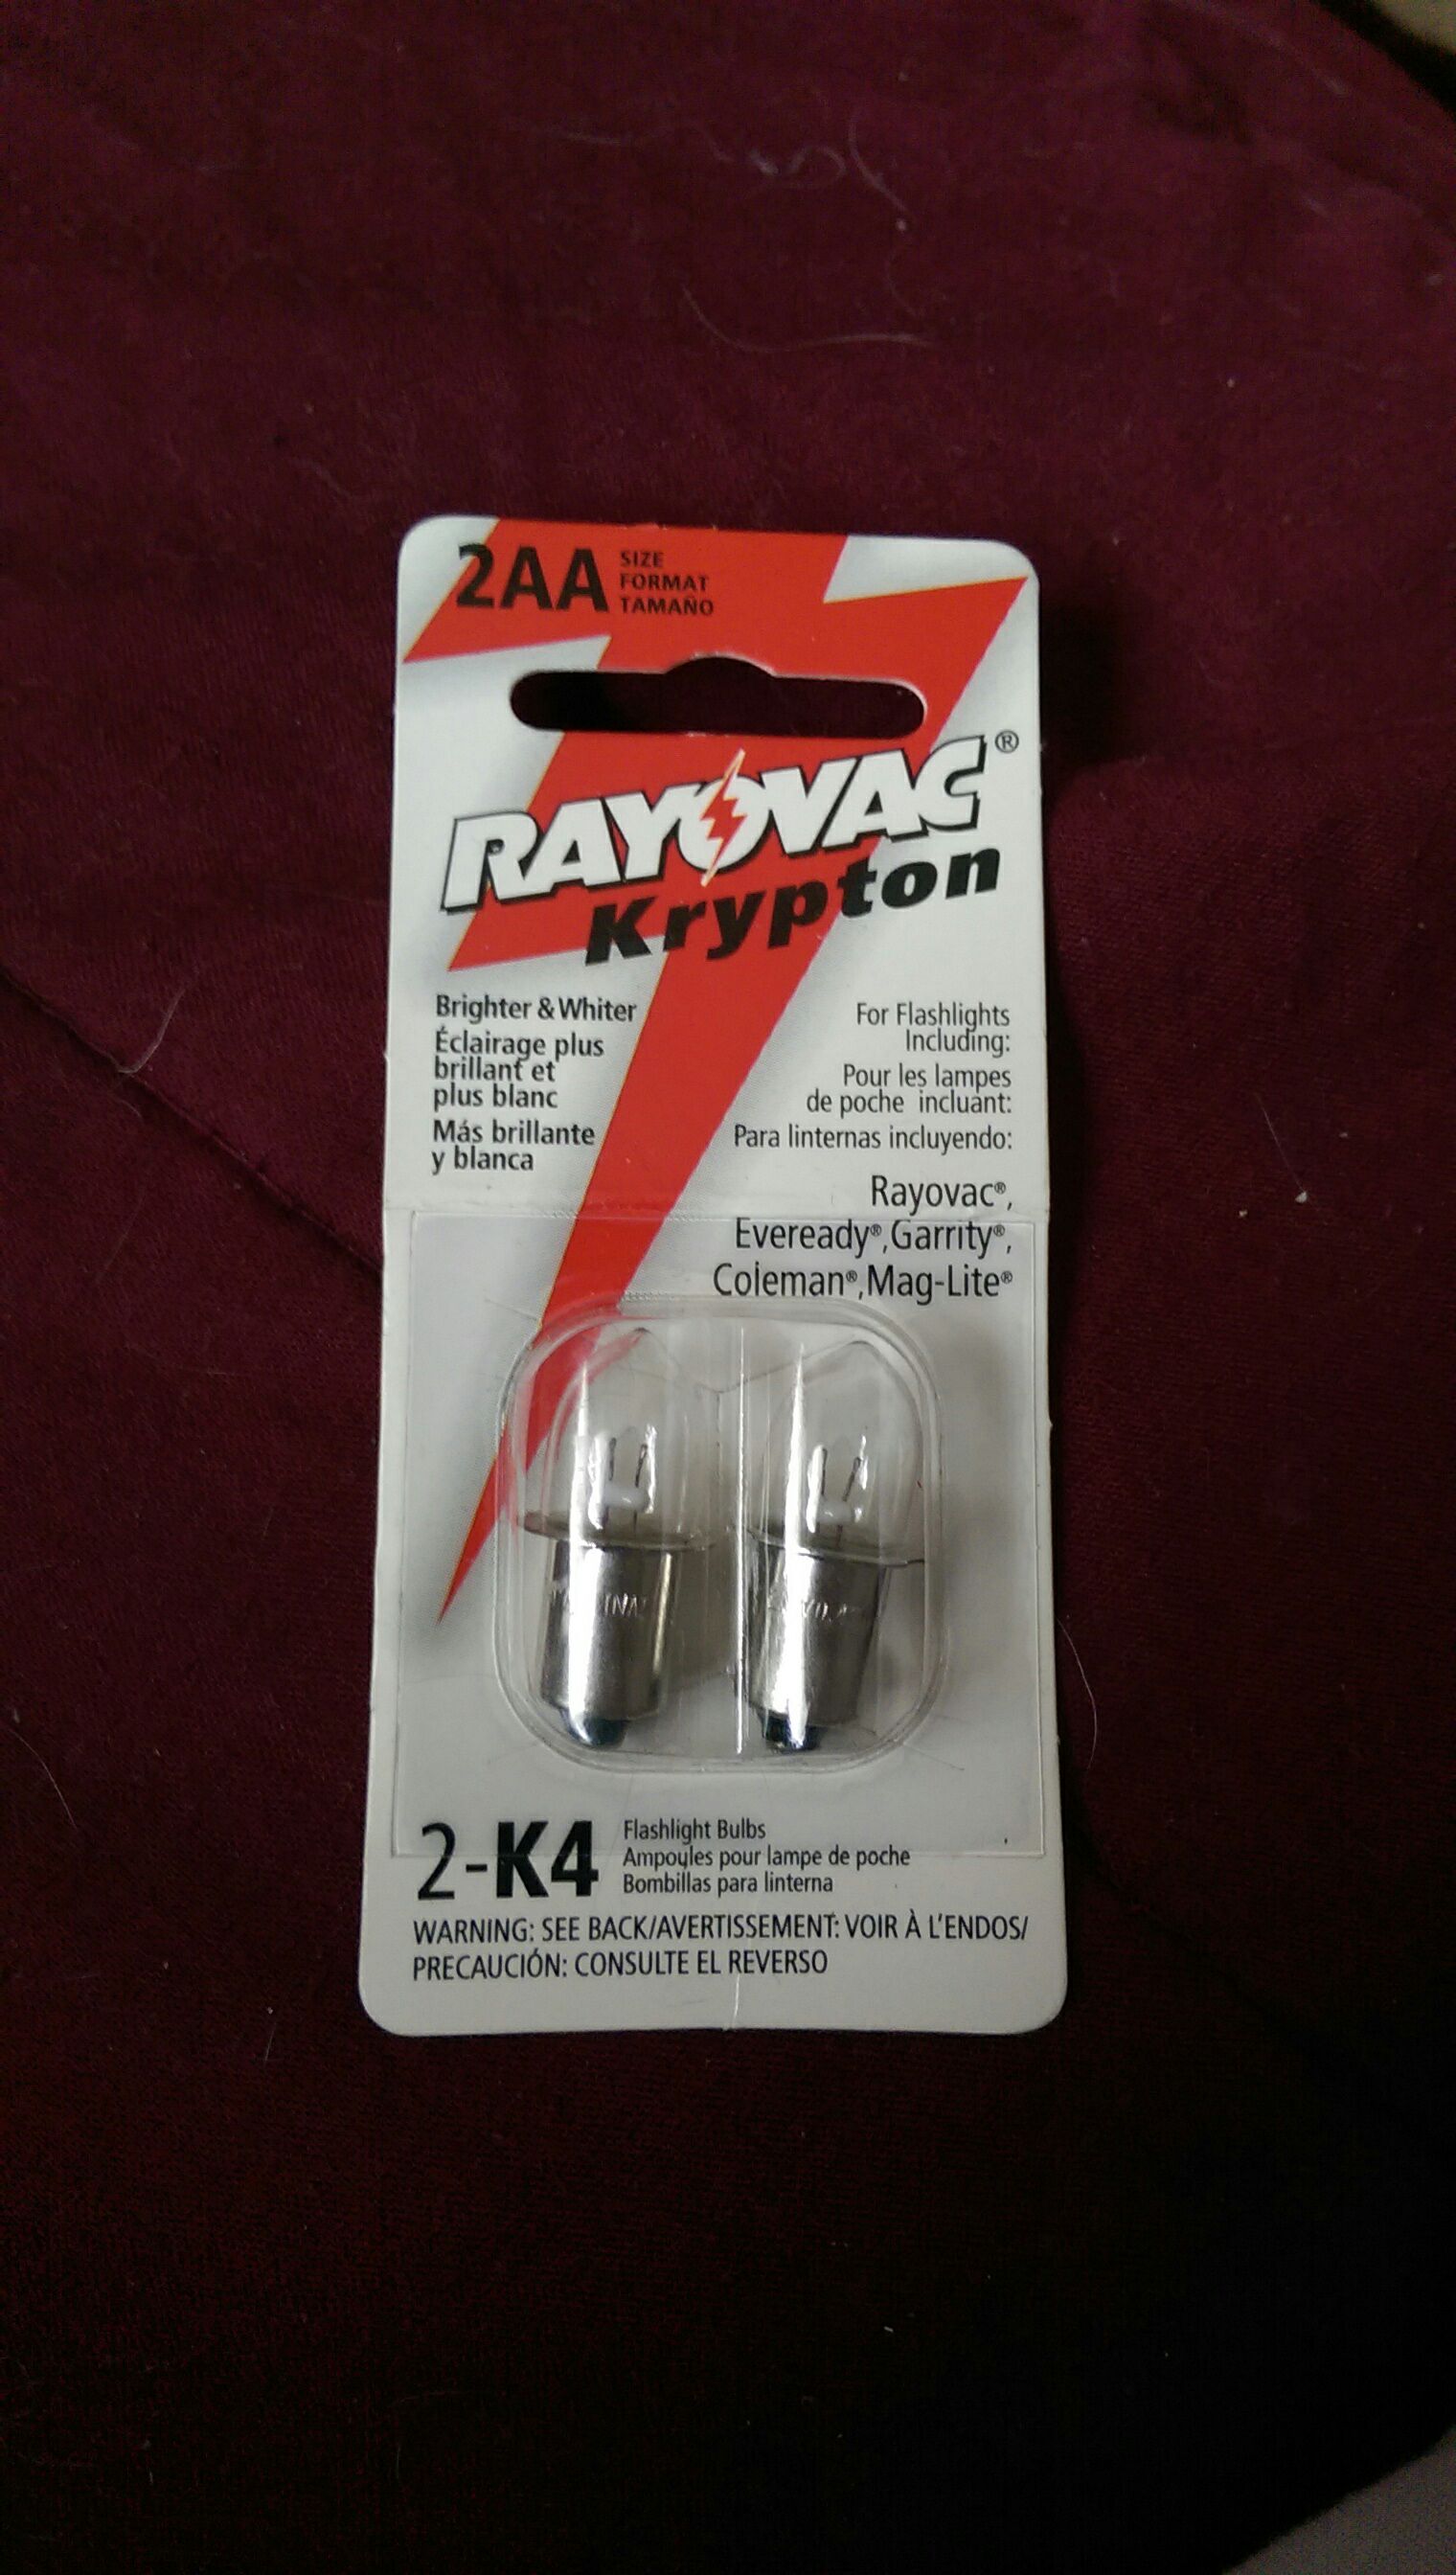 2AA SIZE
FORMAT
TAMAÑO
RAYOVAC®
Krypton
Brighter & Whiter
Éclairage plus
brillant et
plus blanc
Más brillante
y blanca
For Flashlights
Including:
Pour les lampes
de poche incluant:
Para linternas incluyendo:
Rayovac®,
Eveready®,Garrity®,
Coleman®,Mag-Lite®
2-K4 Flashlight Bulbs
Ampoules pour lampe de poche
Bombillas para linterna
WARNING: SEE BACK/AVERTISSEMENT: VOIR À L'ENDOS/
PRECAUCIÓN: CONSULTE EL REVERSO